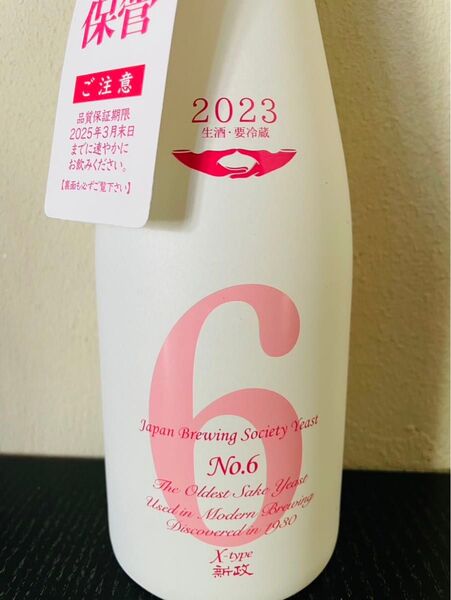 保管
ご注意
品質保証期限
2025年3月末日
までに速やかに
お飲みください。
【裏面も必ずご覧下さい】
2023
生酒・要冷蔵
6
Japan Brewing Society Yeast
No.6
The Oldest Sake Yeast
Used in Modern Brewing
Discovered in 1930
X-type
新政